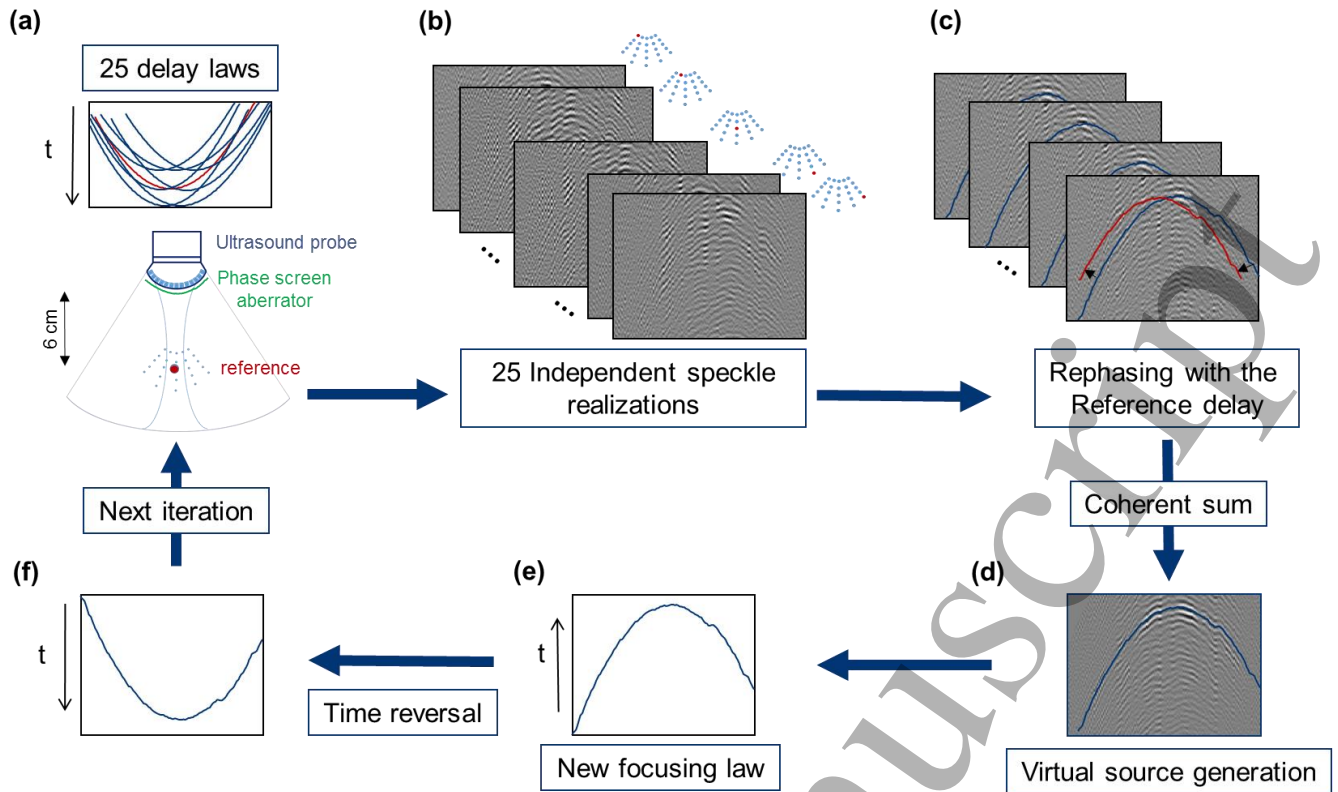 (a)
25 delay laws
t
Ultrasound probe
Phase screen
aberrator
6 cm
reference
(b)
25 Independent speckle
realizations
(c)
Rephasing with the
Reference delay
Coherent sum
(d)
Virtual source generation
(e)
t
New focusing law
Time reversal
(f)
t
Next iteration
nuscript